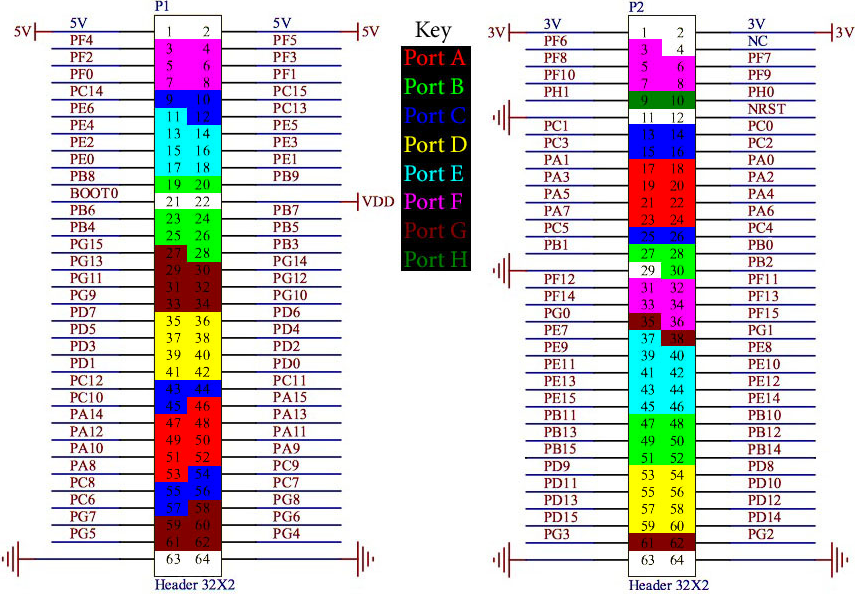 P1
5V 5V 1 2 5V 5V
PF4 3 4 PF5
PF2 5 6 PF3
PF0 7 8 PF1
PC14 9 10 PC15
PE6 11 12 PC13
PE4 13 14 PE5
PE2 15 16 PE3
PE0 17 18 PE1
PB8 19 20 PB9
BOOT0 21 22 VDD
PB6 23 24 PB7
PB4 25 26 PB5
PG15 27 28 PB3
PG13 29 30 PG14
PG11 31 32 PG12
PG9 33 34 PG10
PD7 35 36 PD6
PD5 37 38 PD4
PD3 39 40 PD2
PD1 41 42 PD0
PC12 43 44 PC11
PC10 45 46 PA15
PA14 47 48 PA13
PA12 49 50 PA11
PA10 51 52 PA9
PA8 53 54 PC9
PC8 55 56 PC7
PC6 57 58 PG8
PG7 59 60 PG6
PG5 61 62 PG4
63 64
Header 32X2
Key
Port A
Port B
Port C
Port D
Port E
Port F
Port G
Port H
P2
3V 3V 1 2 3V 3V
PF6 3 4 NC
PF8 5 6 PF7
PF10 7 8 PF9
PH1 9 10 PH0
11 12 NRST
PC1 13 14 PC0
PC3 15 16 PC2
PA1 17 18 PA0
PA3 19 20 PA2
PA5 21 22 PA4
PA7 23 24 PA6
PC5 25 26 PC4
PB1 27 28 PB0
29 30 PB2
PF12 31 32 PF11
PF14 33 34 PF13
PG0 35 36 PF15
PE7 37 38 PG1
PE9 39 40 PE8
PE11 41 42 PE10
PE13 43 44 PE12
PE15 45 46 PE14
PB11 47 48 PB10
PB13 49 50 PB12
PB15 51 52 PB14
PD9 53 54 PD8
PD11 55 56 PD10
PD13 57 58 PD12
PD15 59 60 PD14
PG3 61 62 PG2
63 64
Header 32X2